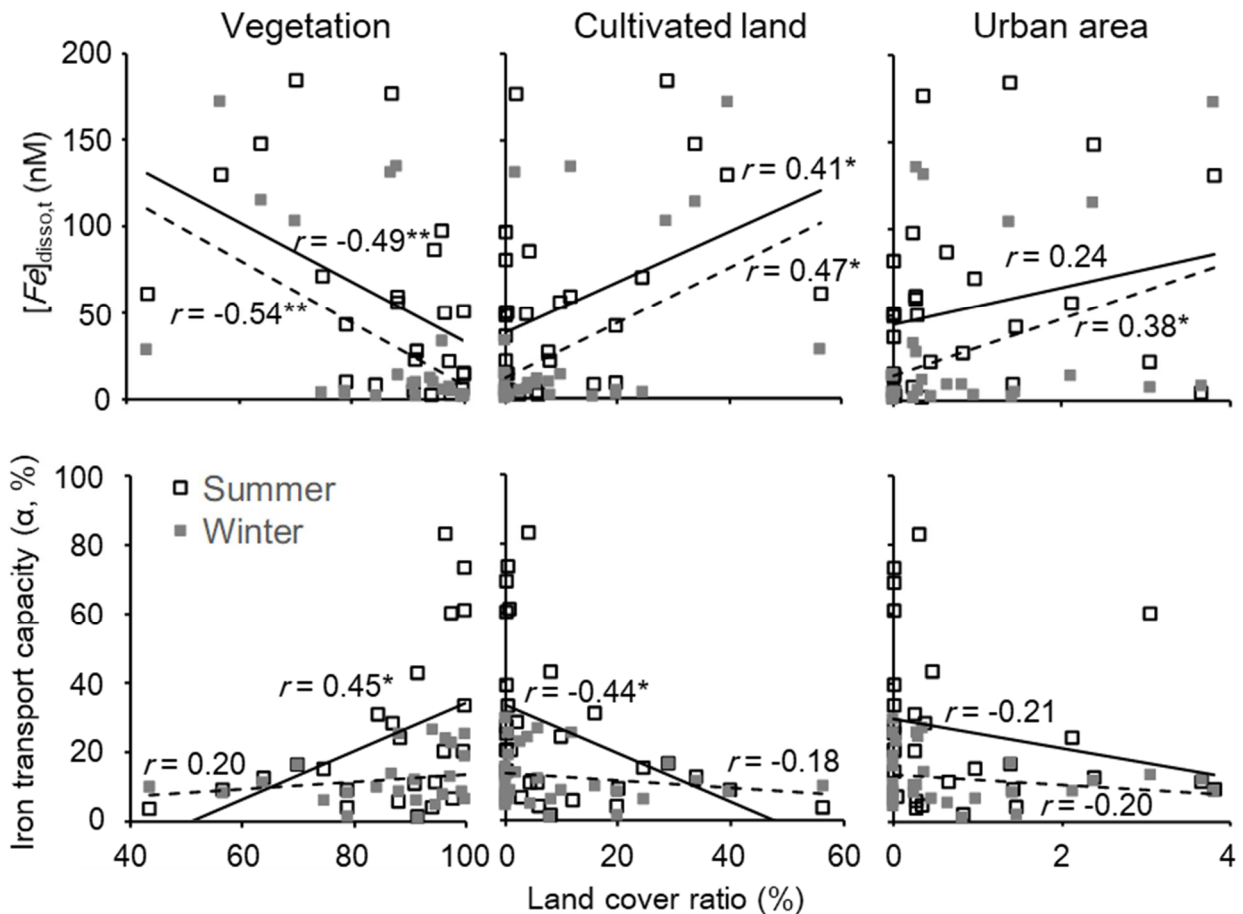 Vegetation
Cultivated land
Urban area
[Fe]disso,t (nM)
200
150
100
50
0
r = -0.49**
r = -0.54**
r = 0.41*
r = 0.47*
r = 0.24
r = 0.38*
Iron transport capacity (α, %)
100
80
60
40
20
0
Summer
Winter
r = 0.45*
r = 0.20
r = -0.44*
r = -0.18
r = -0.21
r = -0.20
40 60 80 100
0 20 40 60
0 2 4
Land cover ratio (%)